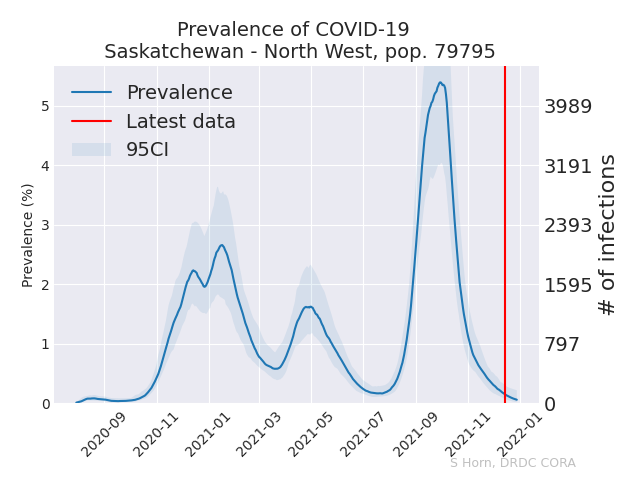 Prevalence of COVID-19
Saskatchewan - North West, pop. 79795
Prevalence
Latest data
95CI
Prevalence (%)
5
4
3
2
1
0
3989
3191
2393
1595
797
0
# of infections
2020-09
2020-11
2021-01
2021-03
2021-05
2021-07
2021-09
2021-11
2022-01
S Horn, DRDC CORA